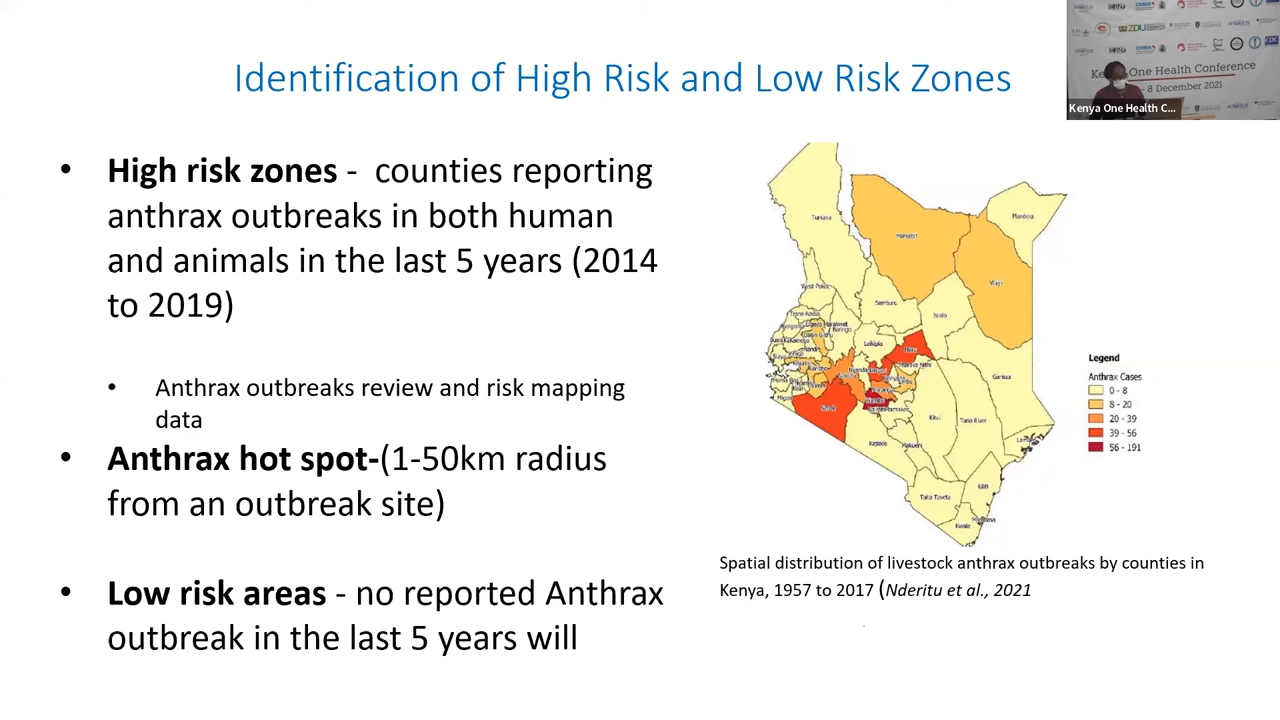 Identification of High Risk and Low Risk Zones
• High risk zones - counties reporting
anthrax outbreaks in both human
and animals in the last 5 years (2014
to 2019)
• Anthrax outbreaks review and risk mapping
data
• Anthrax hot spot-(1-50km radius
from an outbreak site)
• Low risk areas - no reported Anthrax
outbreak in the last 5 years will
One Health Conference
- 8 December 2021
Kenya One Health C...
Turkana
Mandera
Marsabit
Wajir
West Pokot
Samburu
Isiolo
Baringo
Laikipia
Meru
Garissa
Narok
Kitui
Tana River
Kajiado
Makueni
Taita Taveta
Kilifi
Kwale
Mombasa
Legend
Anthrax Cases
0 - 8
8 - 20
20 - 39
39 - 56
56 - 191
Spatial distribution of livestock anthrax outbreaks by counties in
Kenya, 1957 to 2017 (Nderitu et al., 2021